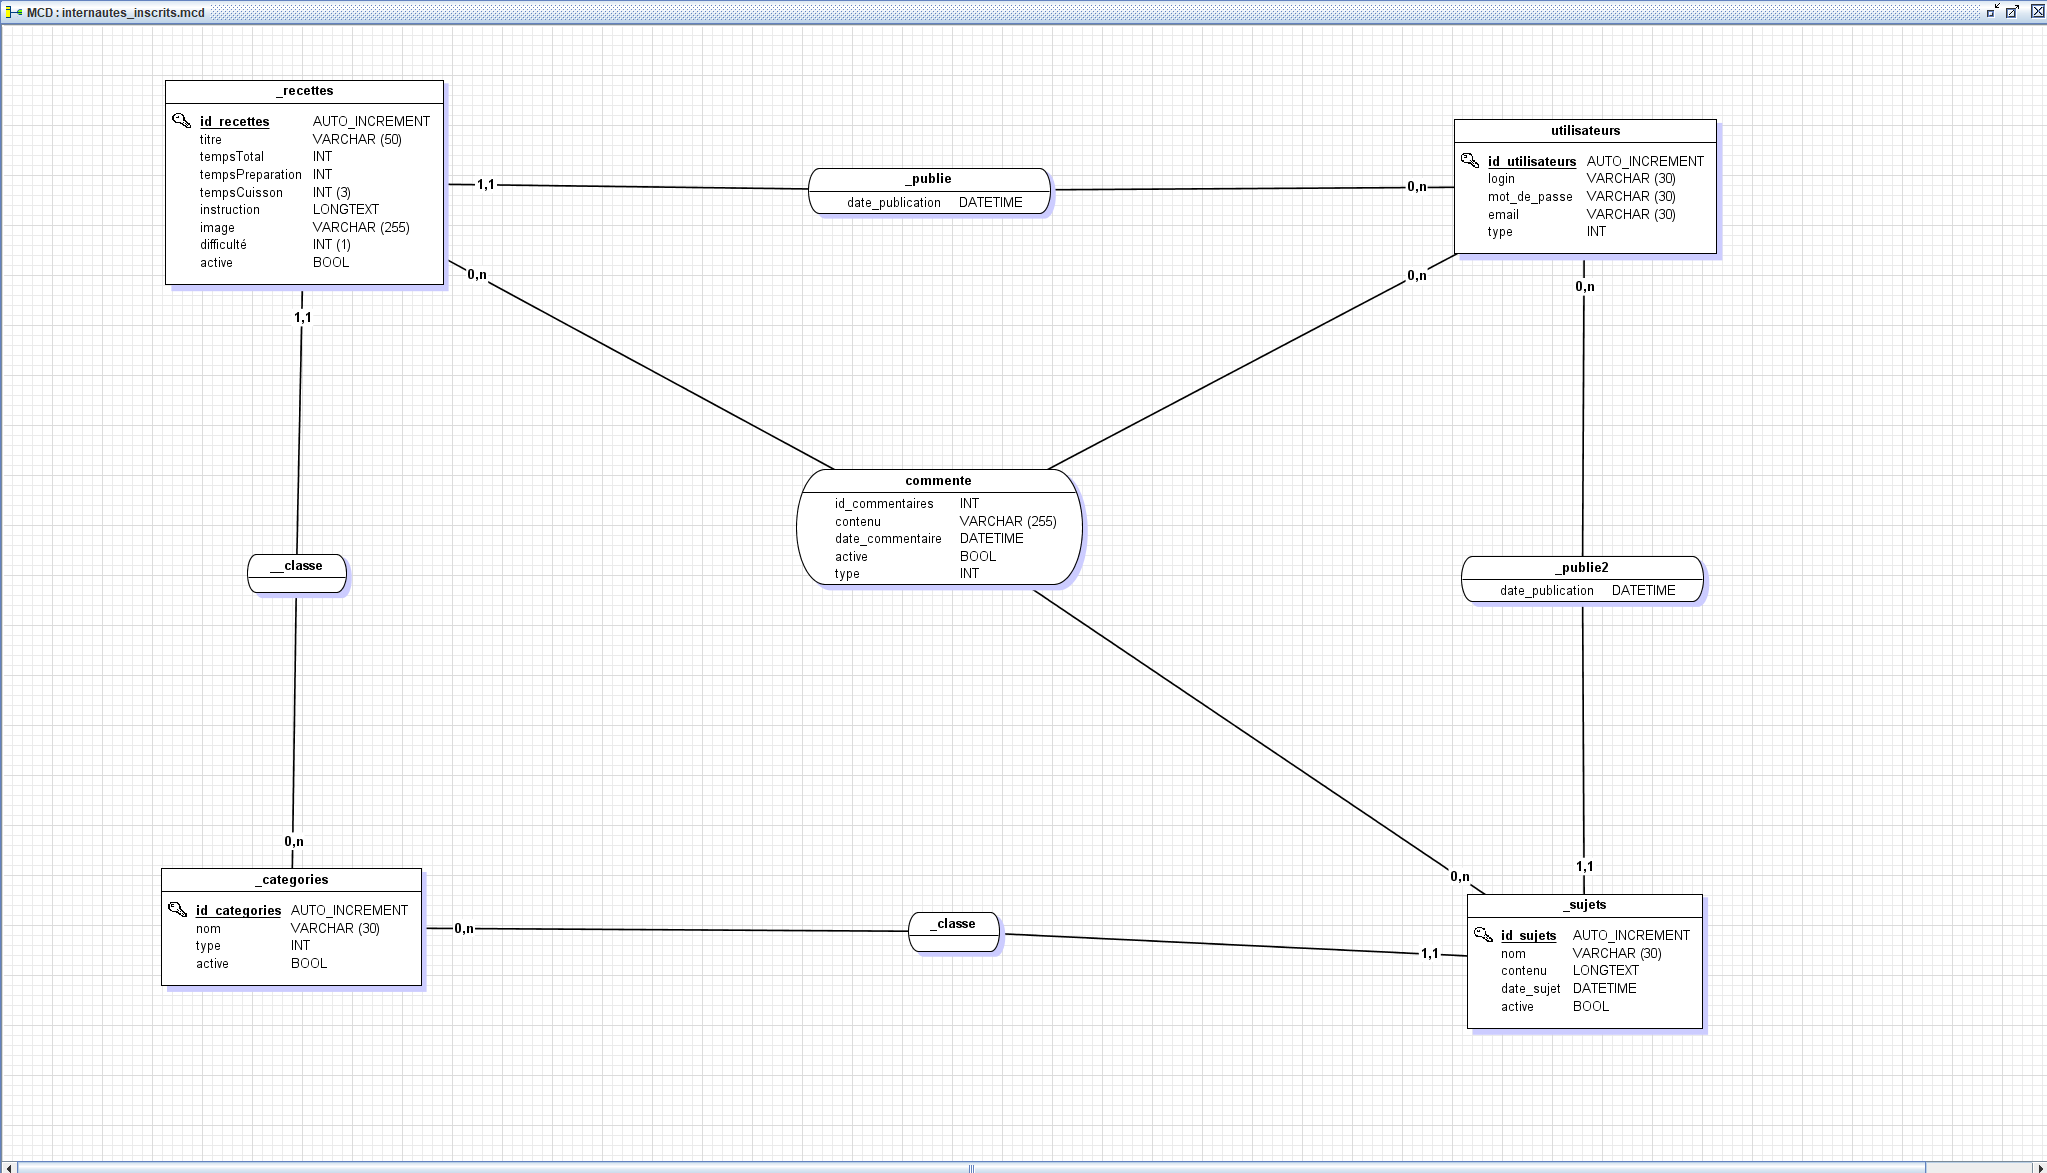 MCD : internautes_inscrits.mcd
_recettes
id_recettes AUTO_INCREMENT
titre VARCHAR (50)
tempsTotal INT
tempsPreparation INT
tempsCuisson INT (3)
instruction LONGTEXT
image VARCHAR (255)
difficulté INT (1)
active BOOL
1,1
_publie
date_publication DATETIME
0,n
utilisateurs
id_utilisateurs AUTO_INCREMENT
login VARCHAR (30)
mot_de_passe VARCHAR (30)
email VARCHAR (30)
type INT
0,n
0,n
0,n
1,1
commente
id_commentaires INT
contenu VARCHAR (255)
date_commentaire DATETIME
active BOOL
type INT
__classe
_publie2
date_publication DATETIME
0,n
0,n
1,1
_categories
id_categories AUTO_INCREMENT
nom VARCHAR (30)
type INT
active BOOL
0,n
_classe
1,1
_sujets
id_sujets AUTO_INCREMENT
nom VARCHAR (30)
contenu LONGTEXT
date_sujet DATETIME
active BOOL